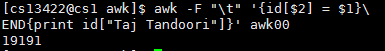 [cs13422@cs1 awk]$ awk -F "\t" '{id[$2] = $1}\
END{print id["Taj Tandoori"]}' awk00
19191